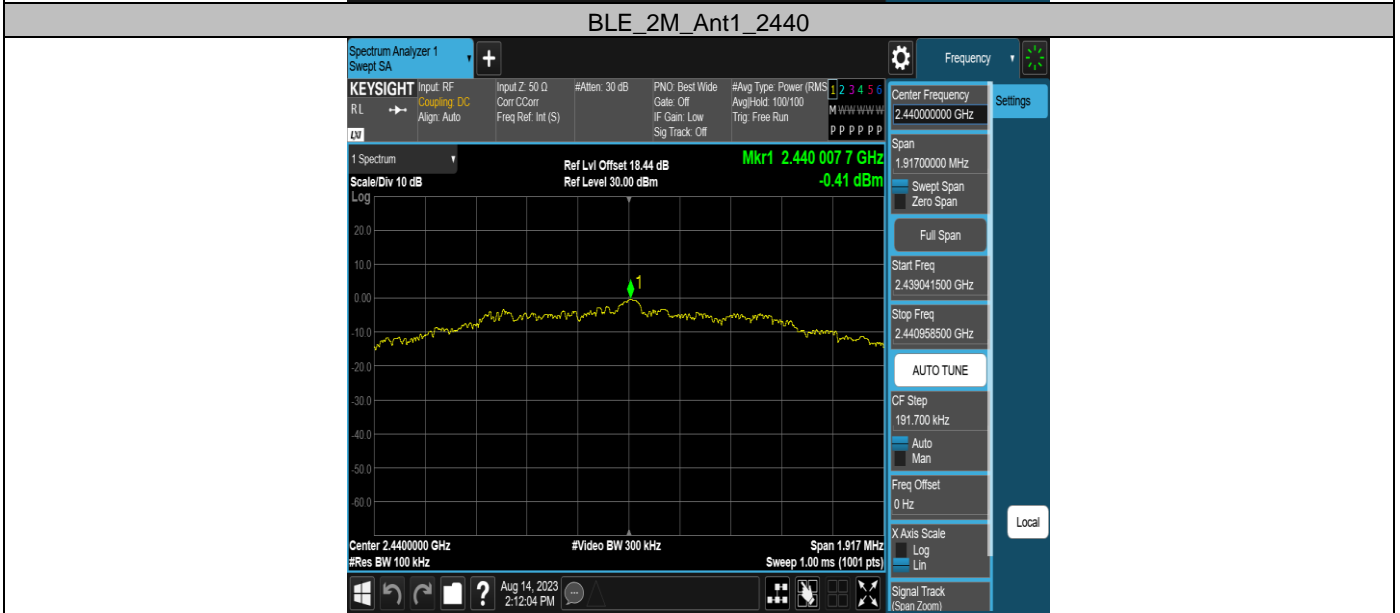 BLE_2M_Ant1_2440
Spectrum Analyzer 1
Swept SA
+
Frequency
KEYSIGHT
RL
LXI
Input: RF
Coupling: DC
Align: Auto
Input Z: 50 Ω
Corr CCorr
Freq Ref: Int (S)
#Atten: 30 dB
PNO: Best Wide
Gate: Off
IF Gain: Low
Sig Track: Off
#Avg Type: Power (RMS
Avg|Hold: 100/100
Trig: Free Run
1 2 3 4 5 6
M W W W W W
P P P P P P
1 Spectrum
Scale/Div 10 dB
Log
Ref Lvl Offset 18.44 dB
Ref Level 30.00 dBm
Mkr1 2.440 007 7 GHz
-0.41 dBm
20.0
10.0
0.00
-10.0
-20.0
-30.0
-40.0
-50.0
-60.0
1
Center 2.4400000 GHz
#Res BW 100 kHz
#Video BW 300 kHz
Span 1.917 MHz
Sweep 1.00 ms (1001 pts)
?
Aug 14, 2023
2:12:04 PM
Center Frequency
2.440000000 GHz
Span
1.91700000 MHz
Swept Span
Zero Span
Full Span
Start Freq
2.439041500 GHz
Stop Freq
2.440958500 GHz
AUTO TUNE
CF Step
191.700 kHz
Auto
Man
Freq Offset
0 Hz
X Axis Scale
Log
Lin
Signal Track
(Span Zoom)
Settings
Local